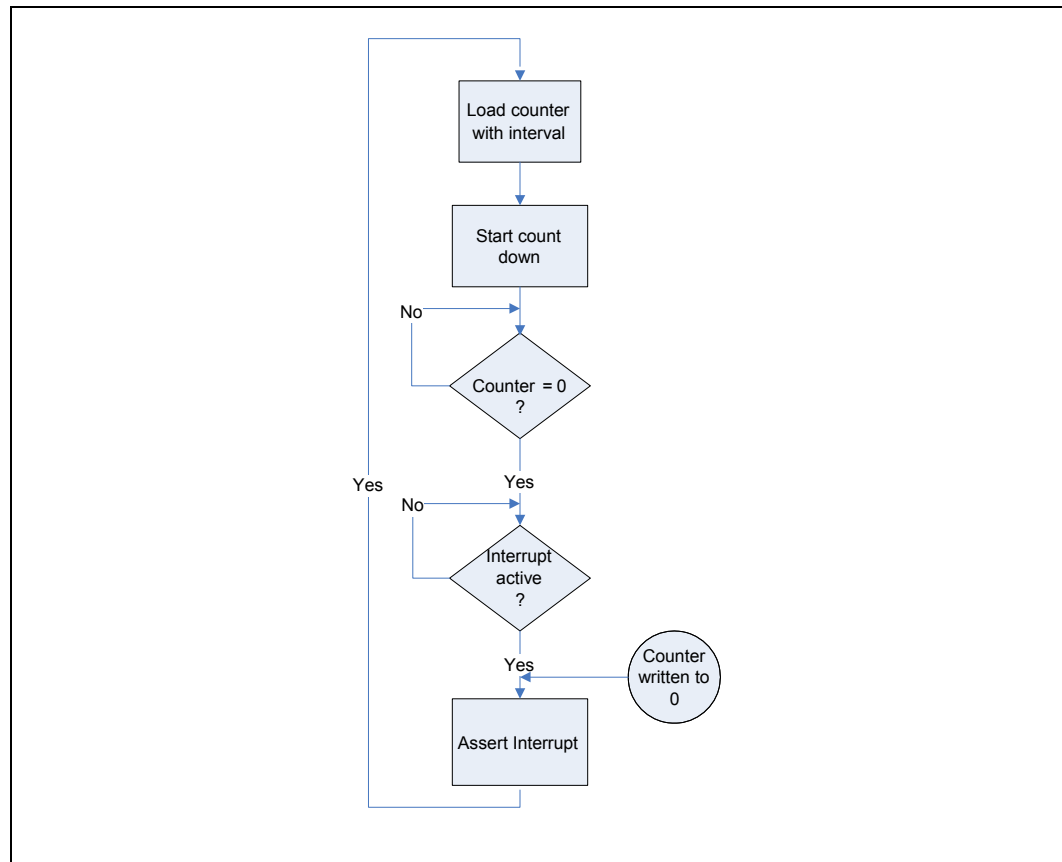 Load counter
with interval
Start count
down
No
Counter = 0
?
Yes
Yes
No
Interrupt
active
?
Yes
Counter
written to
0
Assert Interrupt